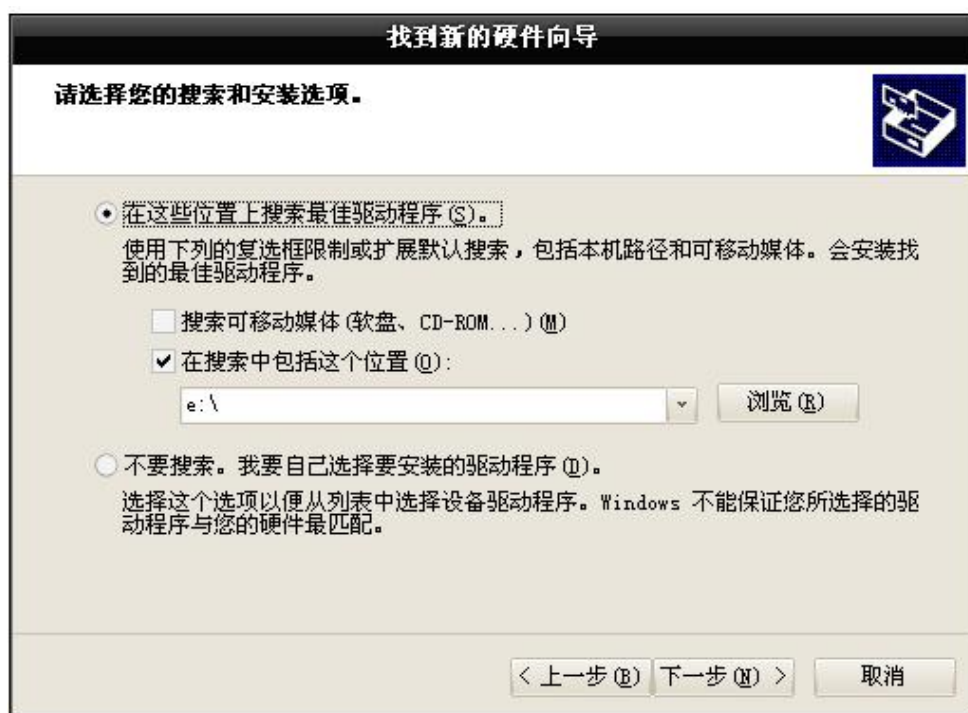 找到新的硬件向导
请选择您的搜索和安装选项。
在这些位置上搜索最佳驱动程序(S)。
使用下列的复选框限制或扩展默认搜索，包括本机路径和可移动媒体。会安装找
到的最佳驱动程序。
搜索可移动媒体(软盘、CD-ROM...)(M)
在搜索中包括这个位置(O):
e:\
浏览(R)
不要搜索。我要自己选择要安装的驱动程序(D)。
选择这个选项以便从列表中选择设备驱动程序。Windows 不能保证您所选择的驱
动程序与您的硬件最匹配。
< 上一步(B) 下一步(N) > 取消